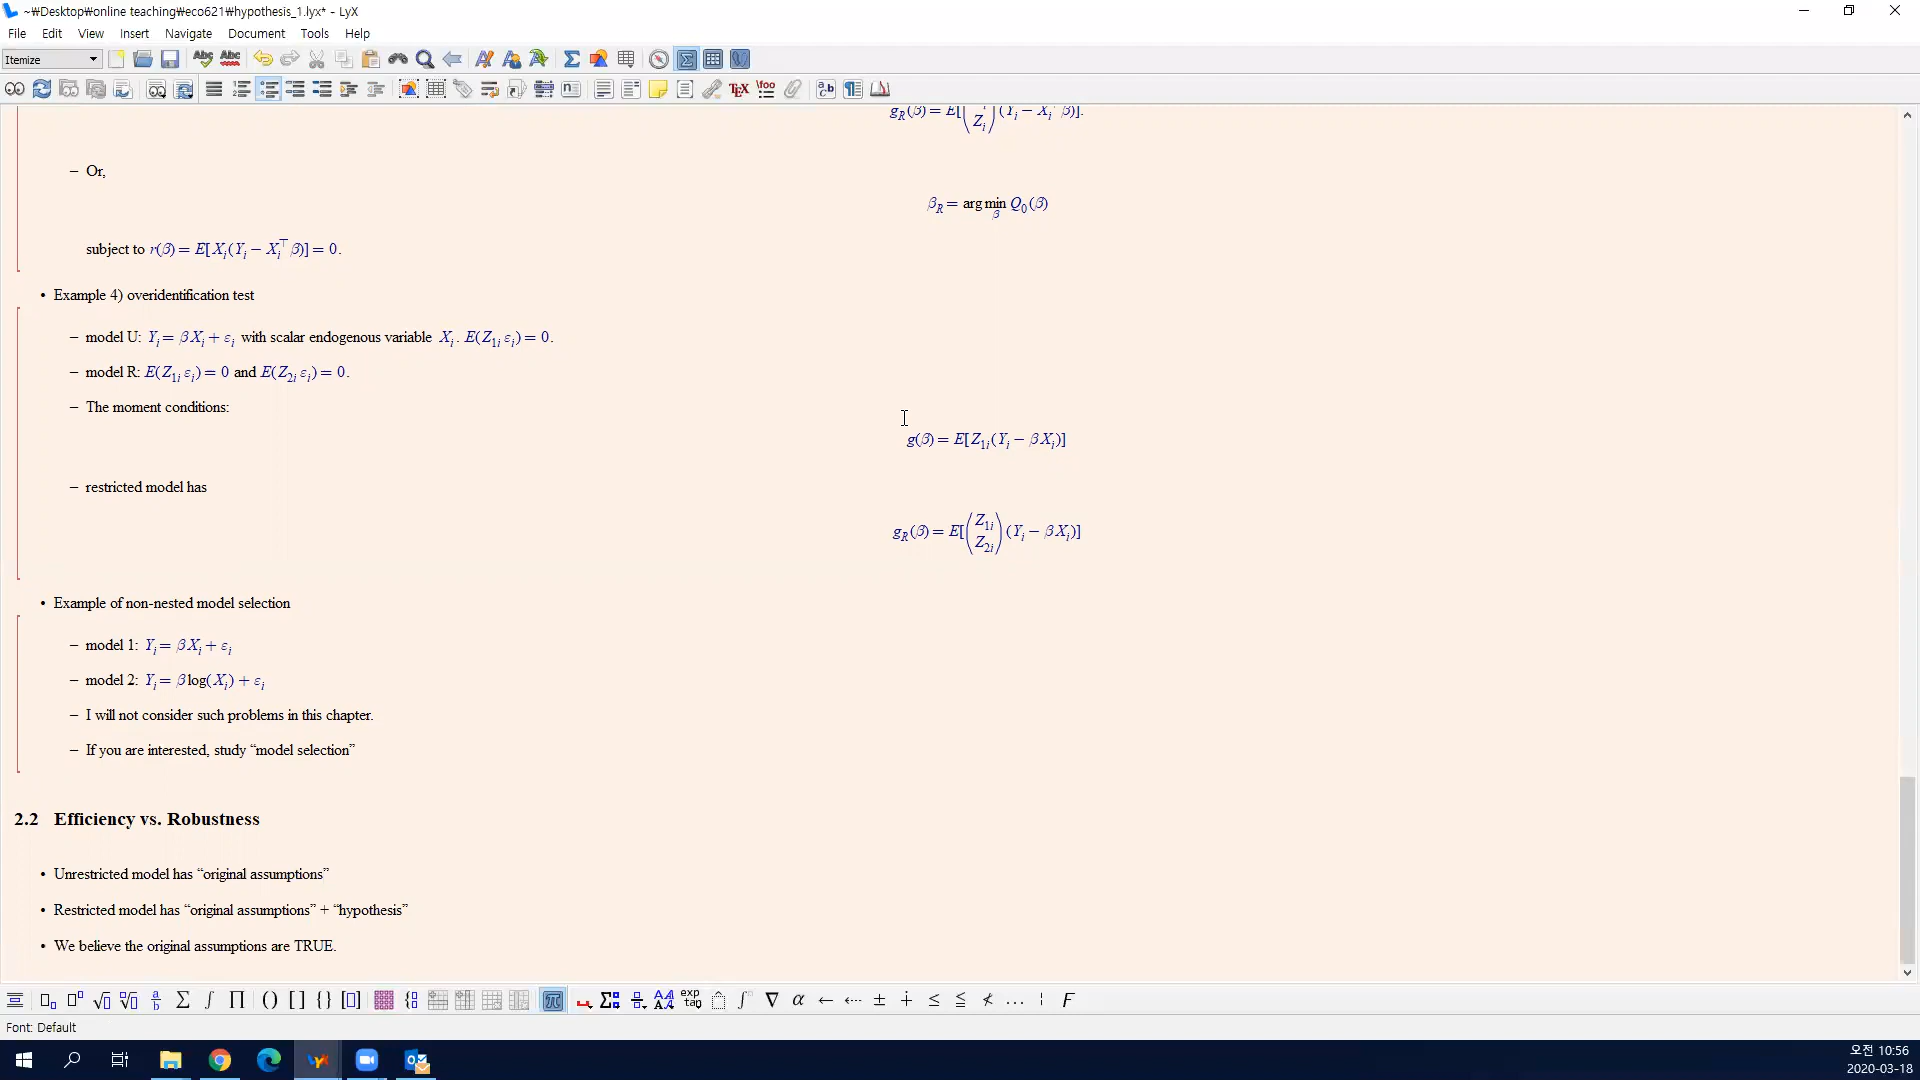 ~₩Desktop₩online teaching₩eco621₩hypothesis_1.lyx* - LyX
File Edit View Insert Navigate Document Tools Help
Itemize
g_R(β) = E[(Z_i)(Y_i − X_i^⊤ β)].
– Or,
β_R = arg min_β Q_0(β)
subject to r(β) = E[X_i(Y_i − X_i^⊤ β)] = 0.
• Example 4) overidentification test
– model U: Y_i = βX_i + ε_i with scalar endogenous variable X_i. E(Z_{1i} ε_i) = 0.
– model R: E(Z_{1i} ε_i) = 0 and E(Z_{2i} ε_i) = 0.
– The moment conditions:
g(β) = E[Z_{1i}(Y_i − βX_i)]
– restricted model has
g_R(β) = E[(Z_{1i} Z_{2i})(Y_i − βX_i)]
• Example of non-nested model selection
– model 1: Y_i = βX_i + ε_i
– model 2: Y_i = β log(X_i) + ε_i
– I will not consider such problems in this chapter.
– If you are interested, study “model selection”
2.2 Efficiency vs. Robustness
• Unrestricted model has “original assumptions”
• Restricted model has “original assumptions” + “hypothesis”
• We believe the original assumptions are TRUE.
Font: Default
오전 10:56
2020-03-18